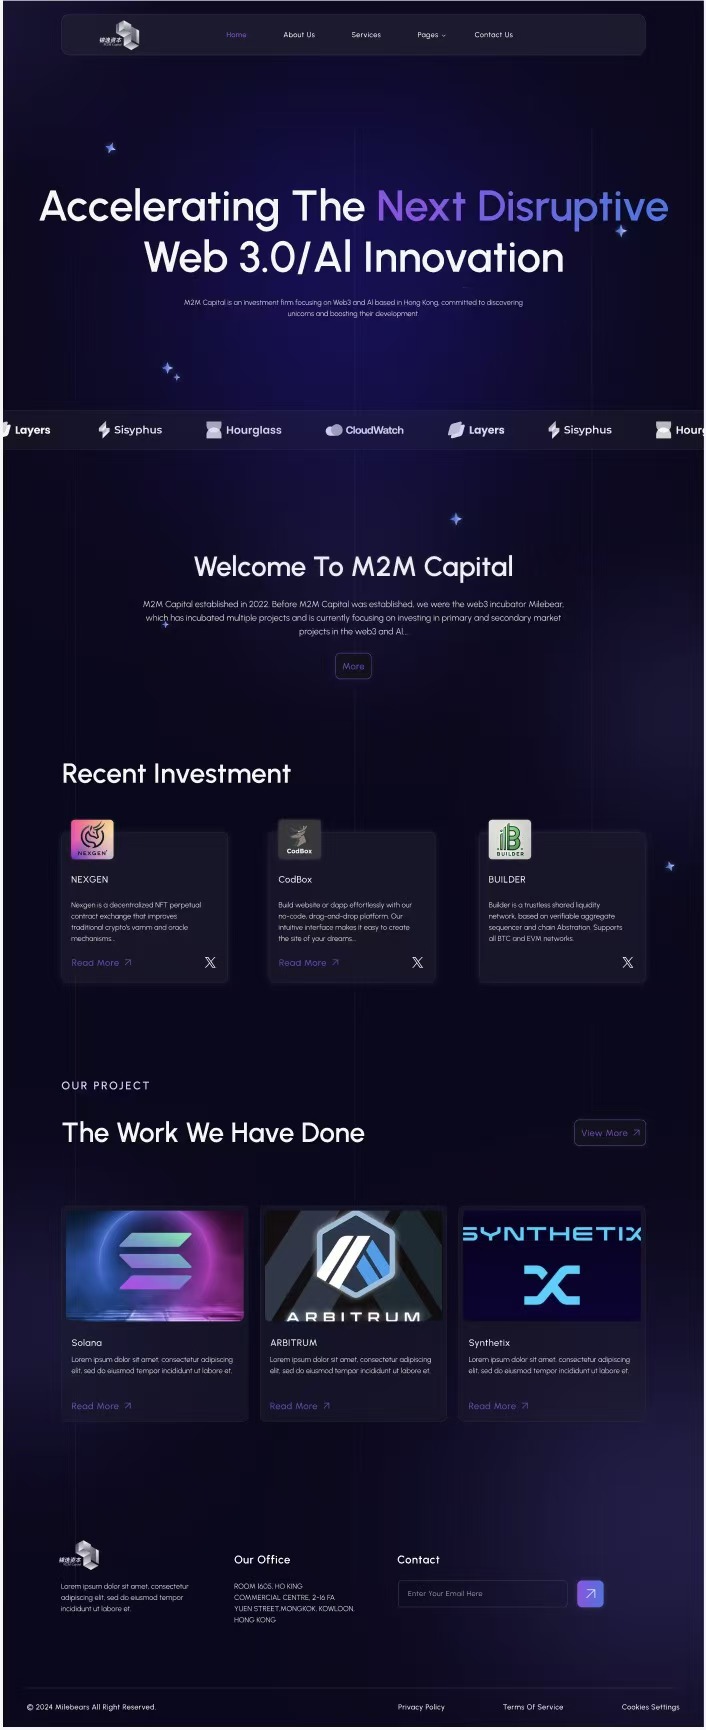 碌逸资本
Home About Us Services Pages Contact Us
Accelerating The Next Disruptive
Web 3.0/AI Innovation
M2M Capital is an investment firm focusing on Web3 and AI based in Hong Kong, committed to discovering
unicorns and boosting their development.
Layers Sisyphus Hourglass CloudWatch Layers Sisyphus Hourg
Welcome To M2M Capital
M2M Capital established in 2022. Before M2M Capital was established, we were the web3 incubator Milebear,
which has incubated multiple projects and is currently focusing on investing in primary and secondary market
projects in the web3 and AI...
More
Recent Investment
NEXGEN
CodBox
BUILDER
NEXGEN
Nexgen is a decentralized NFT perpetual
contract exchange that improves
traditional crypto's vamm and oracle
mechanisms...
Read More
CodBox
Build website or dapp effortlessly with our
no-code, drag-and-drop platform. Our
intuitive interface makes it easy to create
the site of your dreams...
Read More
BUILDER
Builder is a trustless shared liquidity
network, based on verifiable aggregate
sequencer and chain Abstration. Supports
all BTC and EVM networks.
OUR PROJECT
The Work We Have Done
View More
ARBITRUM
SYNTHETIX
Solana
Lorem ipsum dolor sit amet, consectetur adipiscing
elit, sed do eiusmod tempor incididunt ut labore et.
Read More
ARBITRUM
Lorem ipsum dolor sit amet, consectetur adipiscing
elit, sed do eiusmod tempor incididunt ut labore et.
Read More
Synthetix
Lorem ipsum dolor sit amet, consectetur adipiscing
elit, sed do eiusmod tempor incididunt ut labore et.
Read More
Lorem ipsum dolor sit amet, consectetur
adipiscing elit, sed do eiusmod tempor
incididunt ut labore et.
Our Office
ROOM 1605, HO KING
COMMERCIAL CENTRE, 2-16 FA
YUEN STREET,MONGKOK, KOWLOON,
HONG KONG
Contact
Enter Your Email Here
© 2024 Milebears All Right Reserved.
Privacy Policy Terms Of Service Cookies Settings